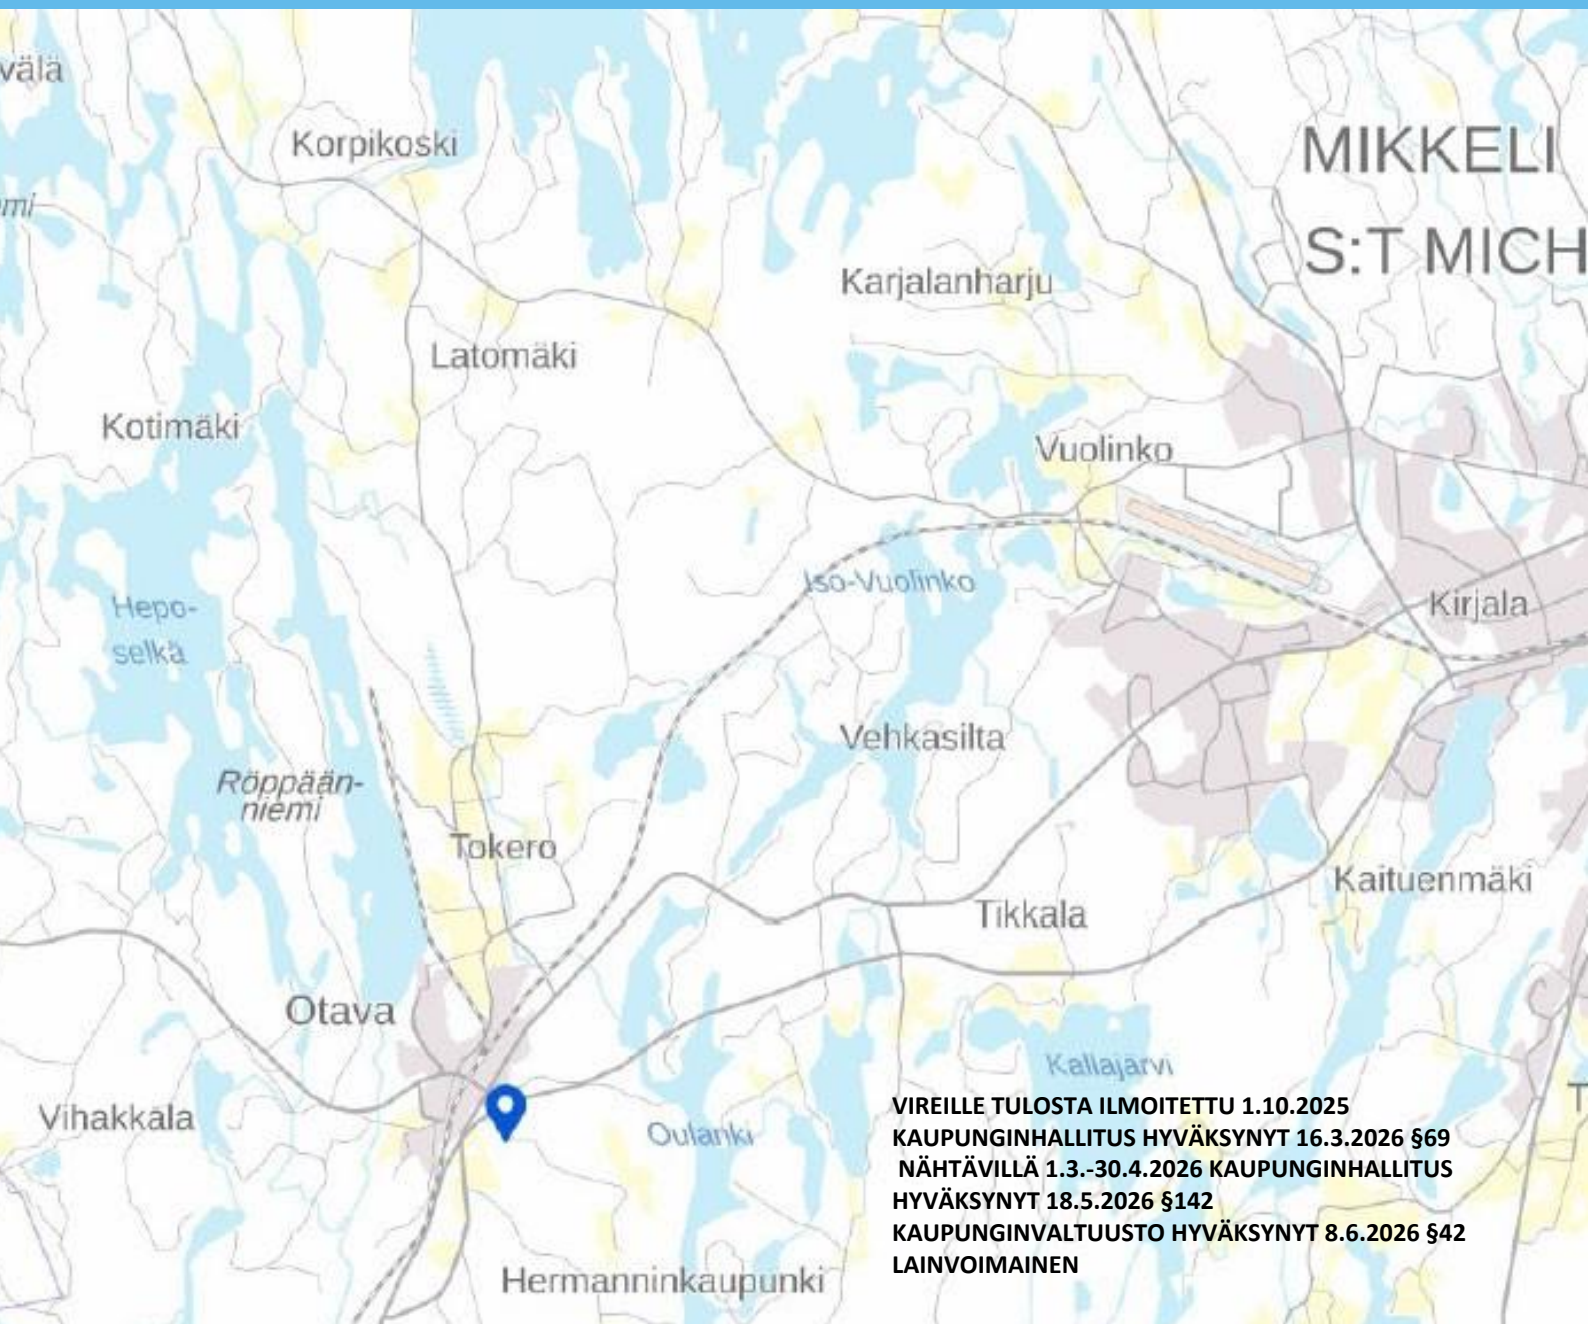 välä
Korpikoski
MIKKELI
mi
S:T MICH
Karjalanharju
Latomäki
Kotimäki
Vuolinko
Iso-Vuolinko
Hepo-
selkä
Kirjala
Vehkasilta
Röppään-
niemi
Tokero
Kaituenmäki
Tikkala
Otava
Kallajärvi
Vihakkala
Oulanki
T
VIREILLE TULOSTA ILMOITETTU 1.10.2025
KAUPUNGINHALLITUS HYVÄKSYNYT 16.3.2026 §69
NÄHTÄVILLÄ 1.3.-30.4.2026 KAUPUNGINHALLITUS
HYVÄKSYNYT 18.5.2026 §142
KAUPUNGINVALTUUSTO HYVÄKSYNYT 8.6.2026 §42
LAINVOIMAINEN
Hermanninkaupunki